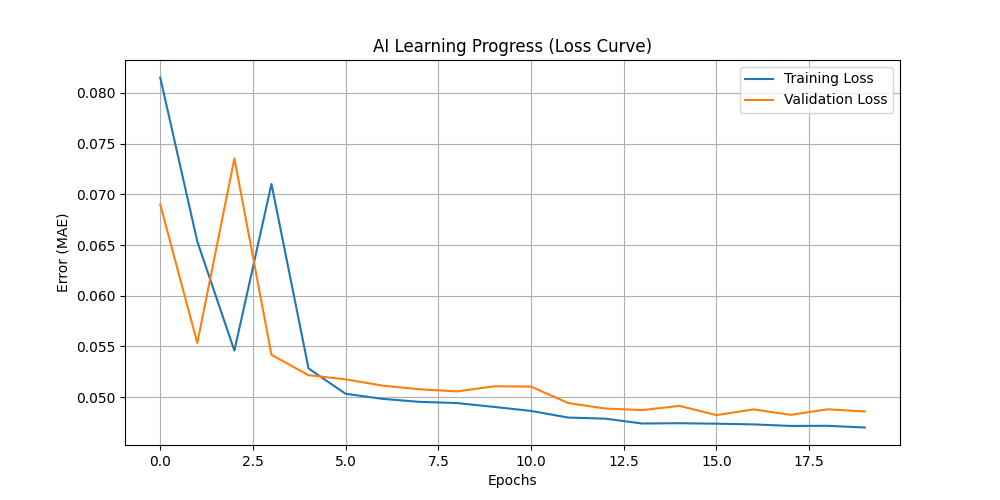 AI Learning Progress (Loss Curve)
Training Loss
Validation Loss
Error (MAE)
0.080
0.075
0.070
0.065
0.060
0.055
0.050
0.0 2.5 5.0 7.5 10.0 12.5 15.0 17.5
Epochs